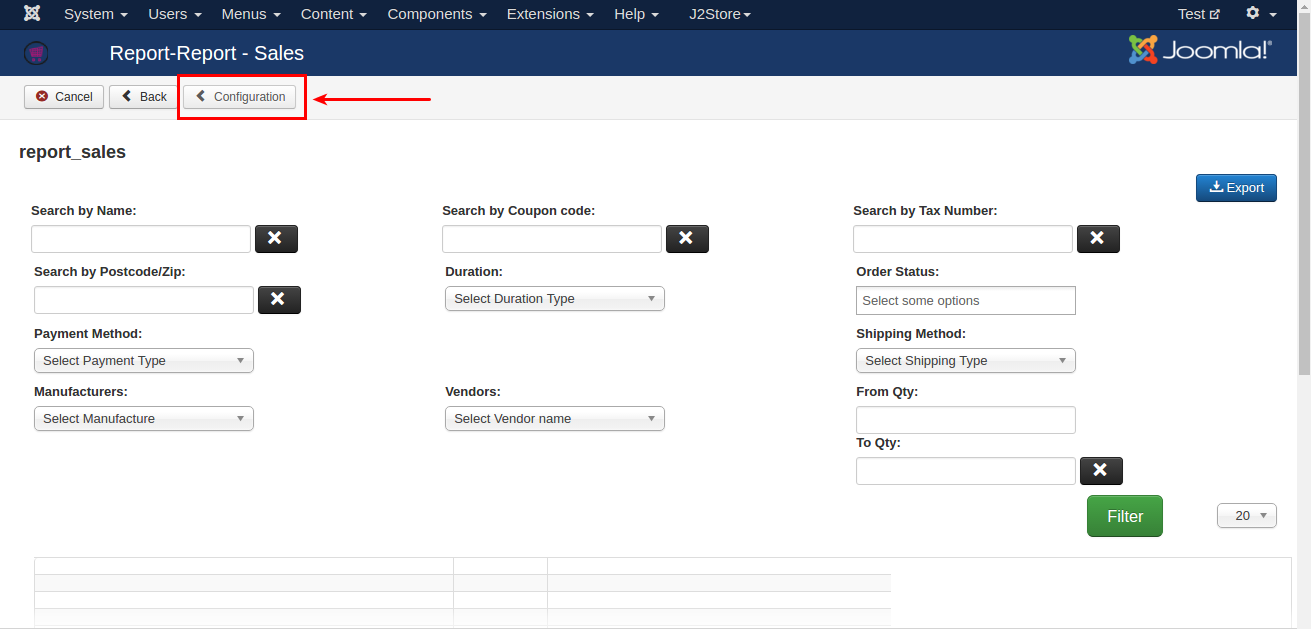 System Users Menus Content Components Extensions Help J2Store Test
Report-Report - Sales Joomla!®
Cancel Back Configuration
report_sales
Export
Search by Name: Search by Coupon code: Search by Tax Number:
Search by Postcode/Zip: Duration: Order Status:
Select Duration Type Select some options
Payment Method: Shipping Method:
Select Payment Type Select Shipping Type
Manufacturers: Vendors: From Qty:
Select Manufacture Select Vendor name
To Qty:
Filter 20